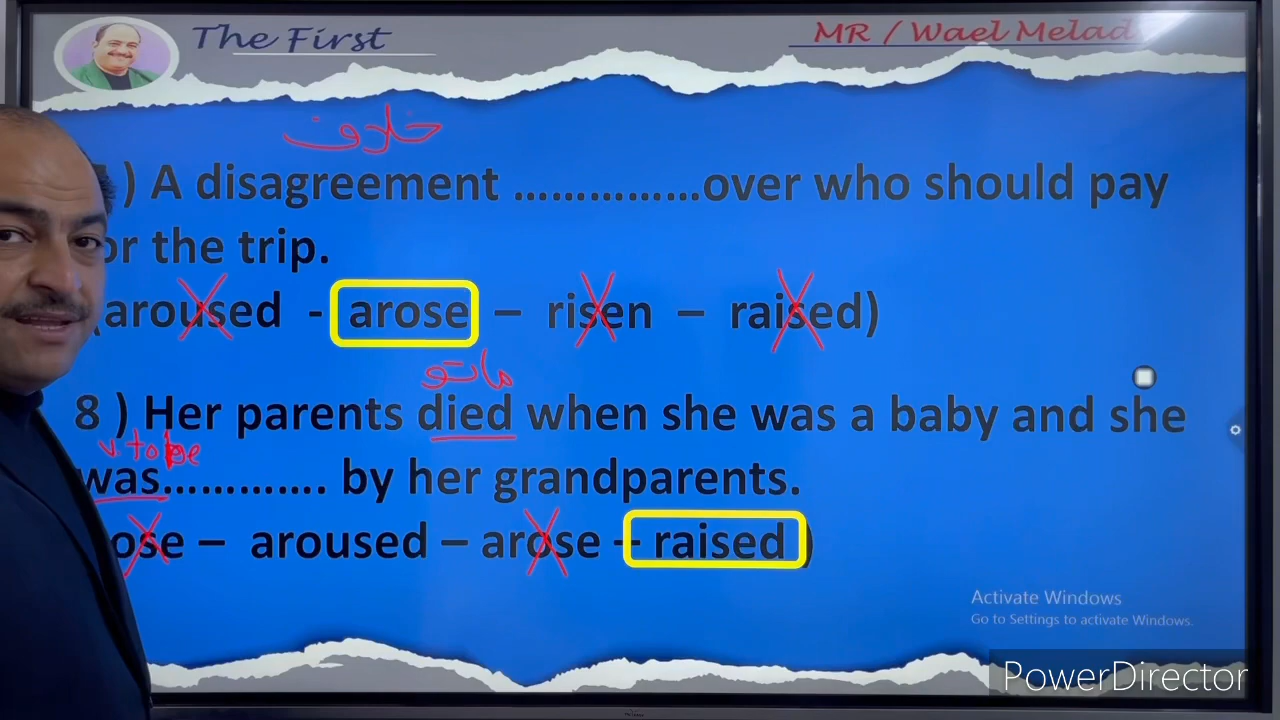 The First
MR / Wael Melad
خلاف
) A disagreement ……………over who should pay
or the trip.
(aroused - arose – risen – raised)
ماتو
8 ) Her parents died when she was a baby and she
v. to be
was…………. by her grandparents.
ose – aroused – arose – raised )
Activate Windows
Go to Settings to activate Windows.
PowerDirector